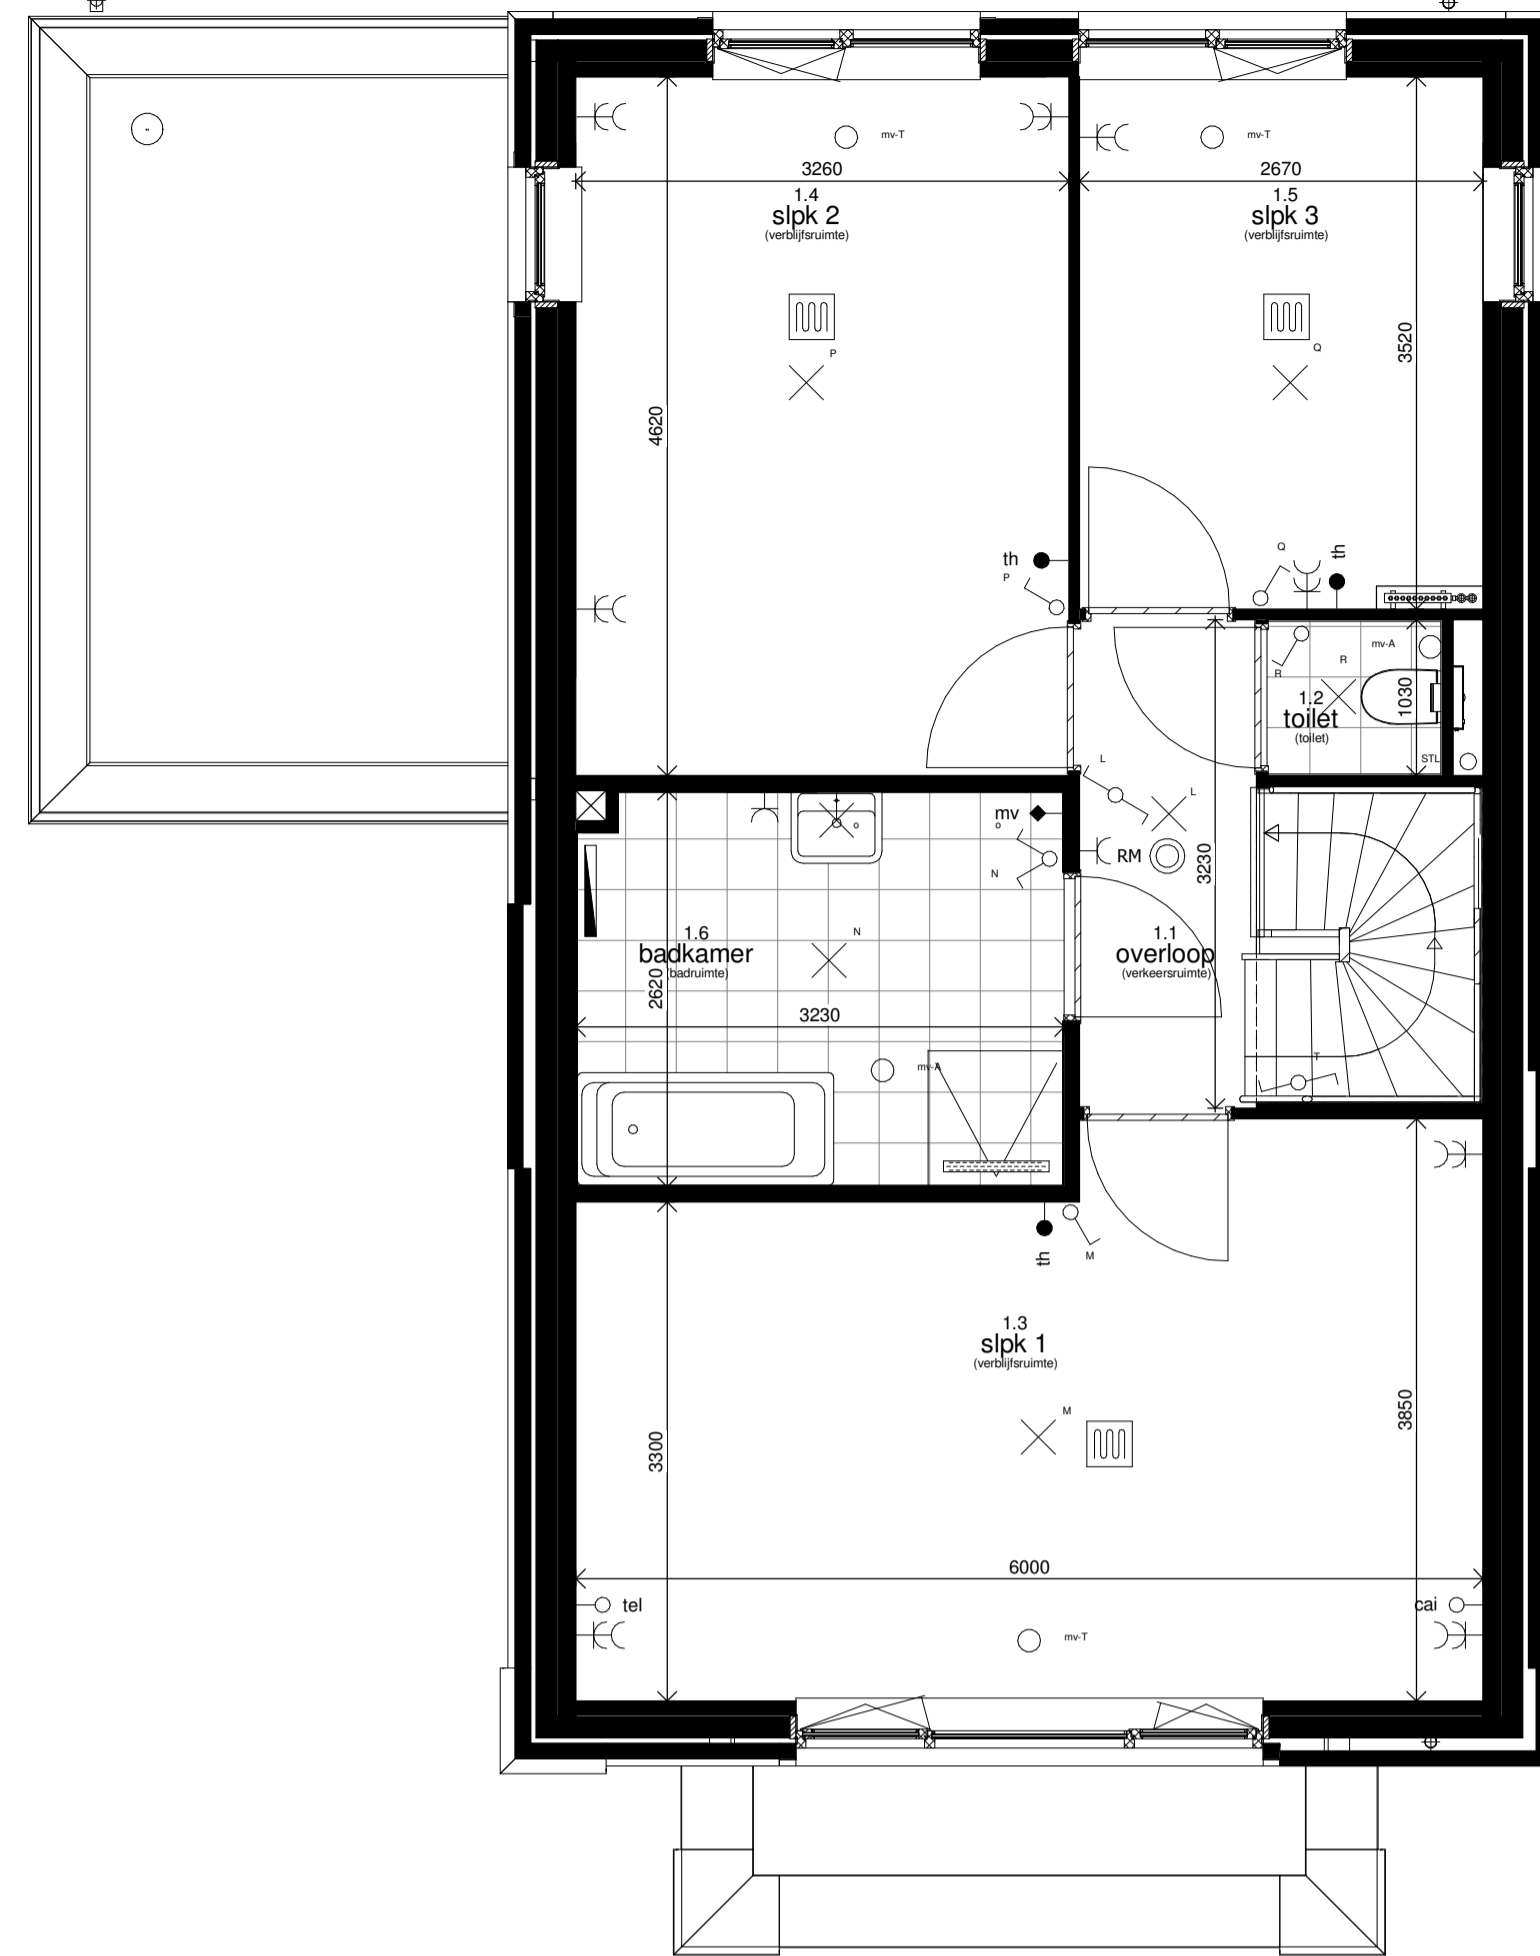 mv-T
mv-T
3260
2670
1.4
slpk 2
(verblijfsruimte)
1.5
slpk 3
(verblijfsruimte)
P
Q
3520
4620
th
P
Q
th
mv-A
R
R
1030
1.2
toilet
(toilet)
STL
L
L
mv
o
o
N
RM
3230
N
1.6
badkamer
(badruimte)
2620
3230
1.1
overloop
(verkeersruimte)
mv-A
T
th
M
1.3
slpk 1
(verblijfsruimte)
M
3300
3850
6000
tel
cai
mv-T